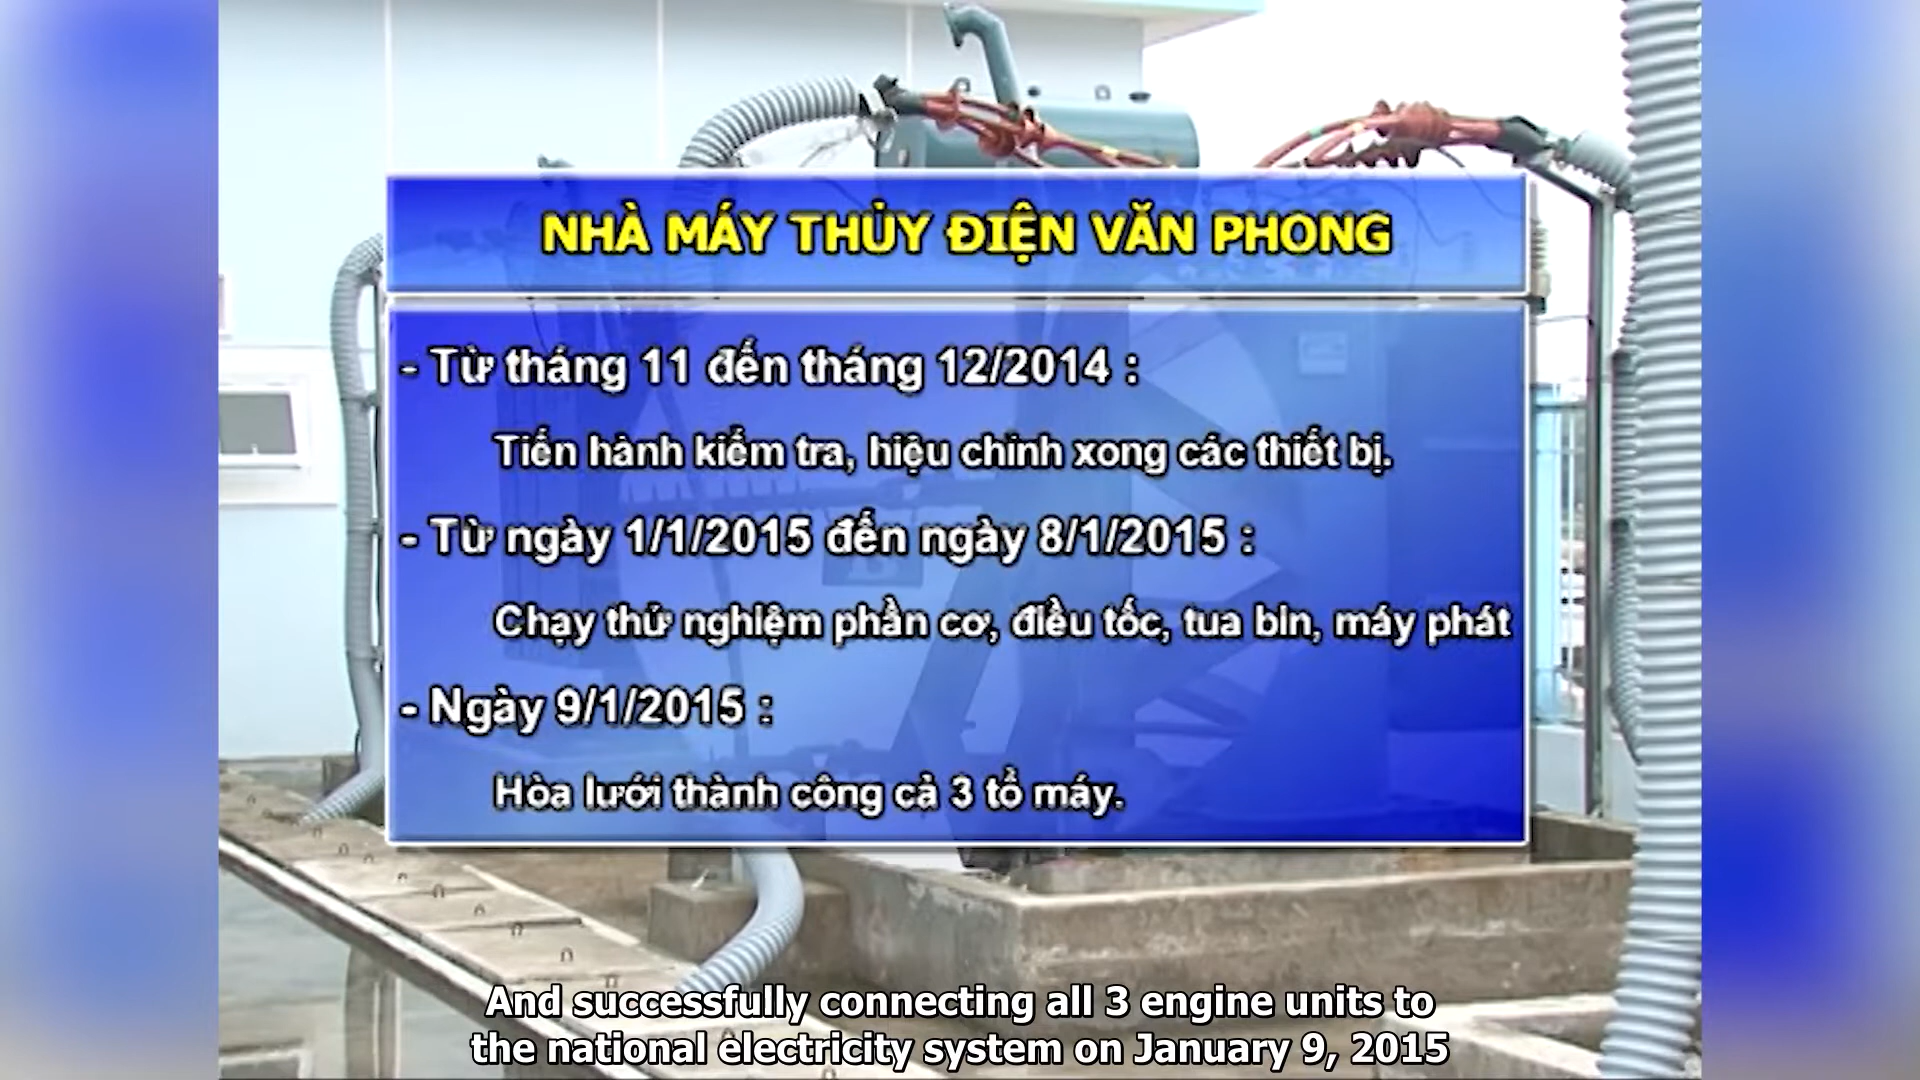 NHÀ MÁY THỦY ĐIỆN VĂN PHONG
- Từ tháng 11 đến tháng 12/2014 :
Tiến hành kiểm tra, hiệu chỉnh xong các thiết bị.
- Từ ngày 1/1/2015 đến ngày 8/1/2015 :
Chạy thử nghiệm phần cơ, điều tốc, tua bin, máy phát
- Ngày 9/1/2015 :
Hòa lưới thành công cả 3 tổ máy.
And successfully connecting all 3 engine units to
the national electricity system on January 9, 2015